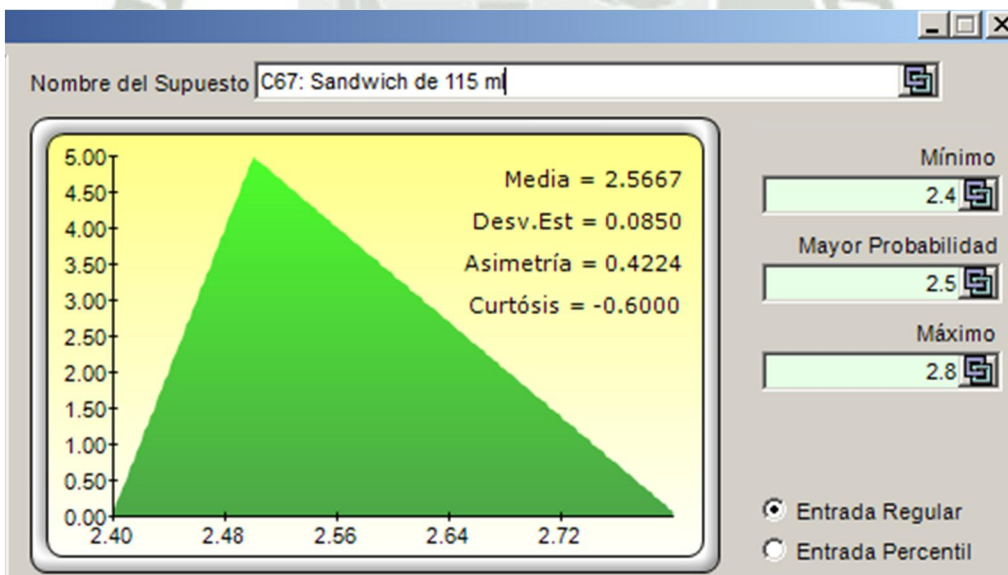 Nombre del Supuesto C67: Sandwich de 115 ml
5.00
4.50
4.00
3.50
3.00
2.50
2.00
1.50
1.00
0.50
0.00
2.40 2.48 2.56 2.64 2.72
Media = 2.5667
Desv.Est = 0.0850
Asimetría = 0.4224
Curtósis = -0.6000
Mínimo
2.4
Mayor Probabilidad
2.5
Máximo
2.8
Entrada Regular
Entrada Percentil